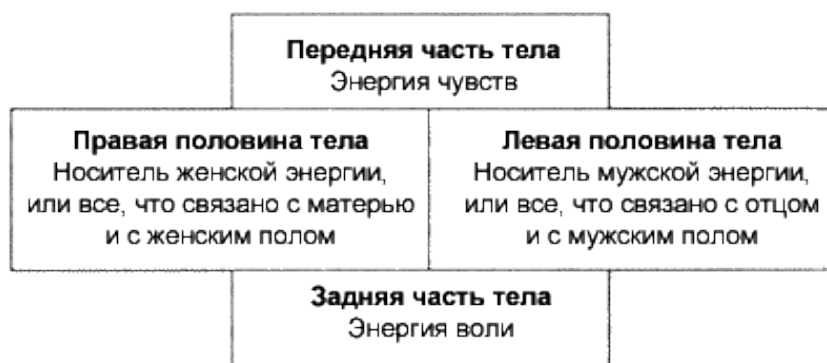 Передняя часть тела
Энергия чувств
Правая половина тела
Носитель женской энергии,
или все, что связано с матерью
и с женским полом
Левая половина тела
Носитель мужской энергии,
или все, что связано с отцом
и с мужским полом
Задняя часть тела
Энергия воли